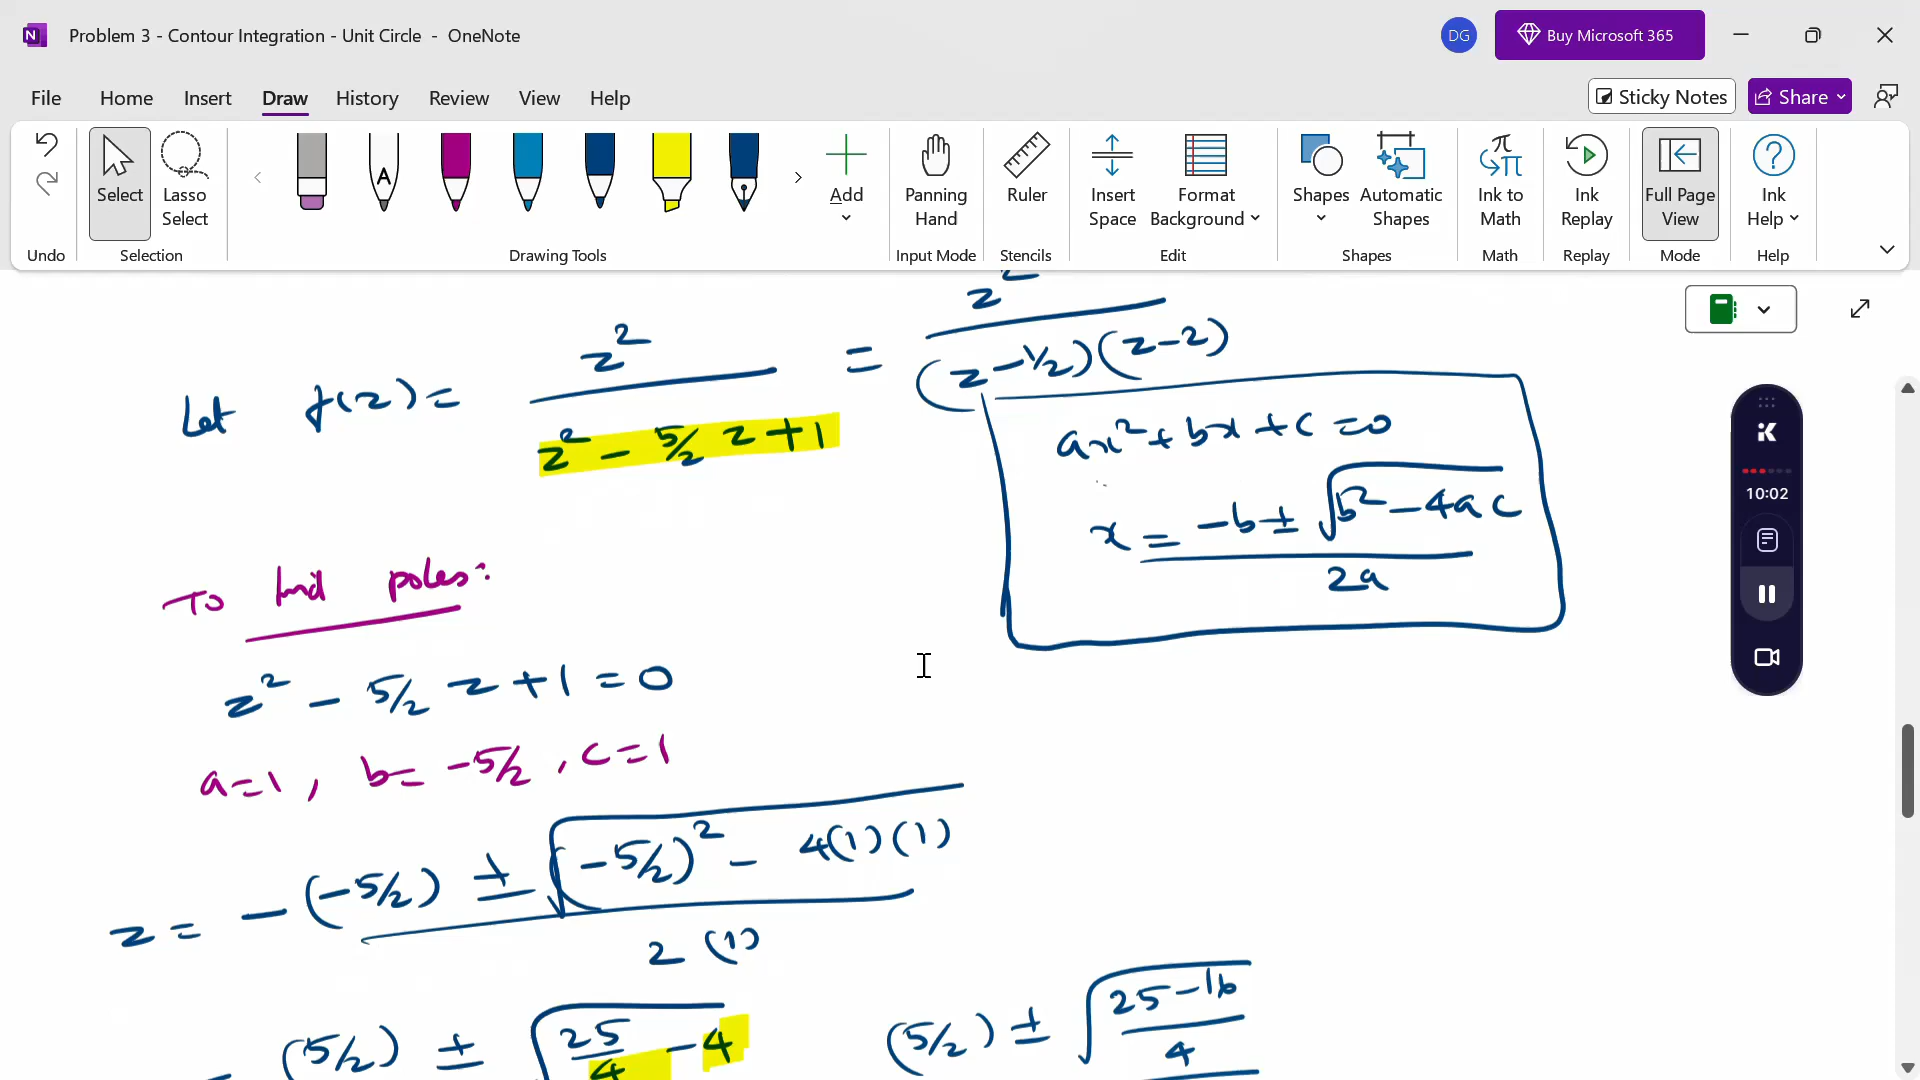 Problem 3 - Contour Integration - Unit Circle - OneNote
DG
Buy Microsoft 365
File Home Insert Draw History Review View Help
Sticky Notes
Share
Select
Lasso Select
A
Add
Panning Hand
Ruler
Insert Space
Format Background
Shapes
Automatic Shapes
Ink to Math
Ink Replay
Full Page View
Ink Help
Undo Selection Drawing Tools Input Mode Stencils Edit Shapes Math Replay Mode Help
Let f(z) = z² / (z² - 5/2 z + 1) = z² / ((z - 1/2)(z - 2))
ax² + bx + c = 0
x = (-b ± √(b² - 4ac)) / 2a
10:02
To find poles:
z² - 5/2 z + 1 = 0
a = 1, b = -5/2, c = 1
z = (-(-5/2) ± √((-5/2)² - 4(1)(1))) / 2(1)
(5/2) ± √(25/4 - 4) (5/2) ± √((25 - 16)/4)